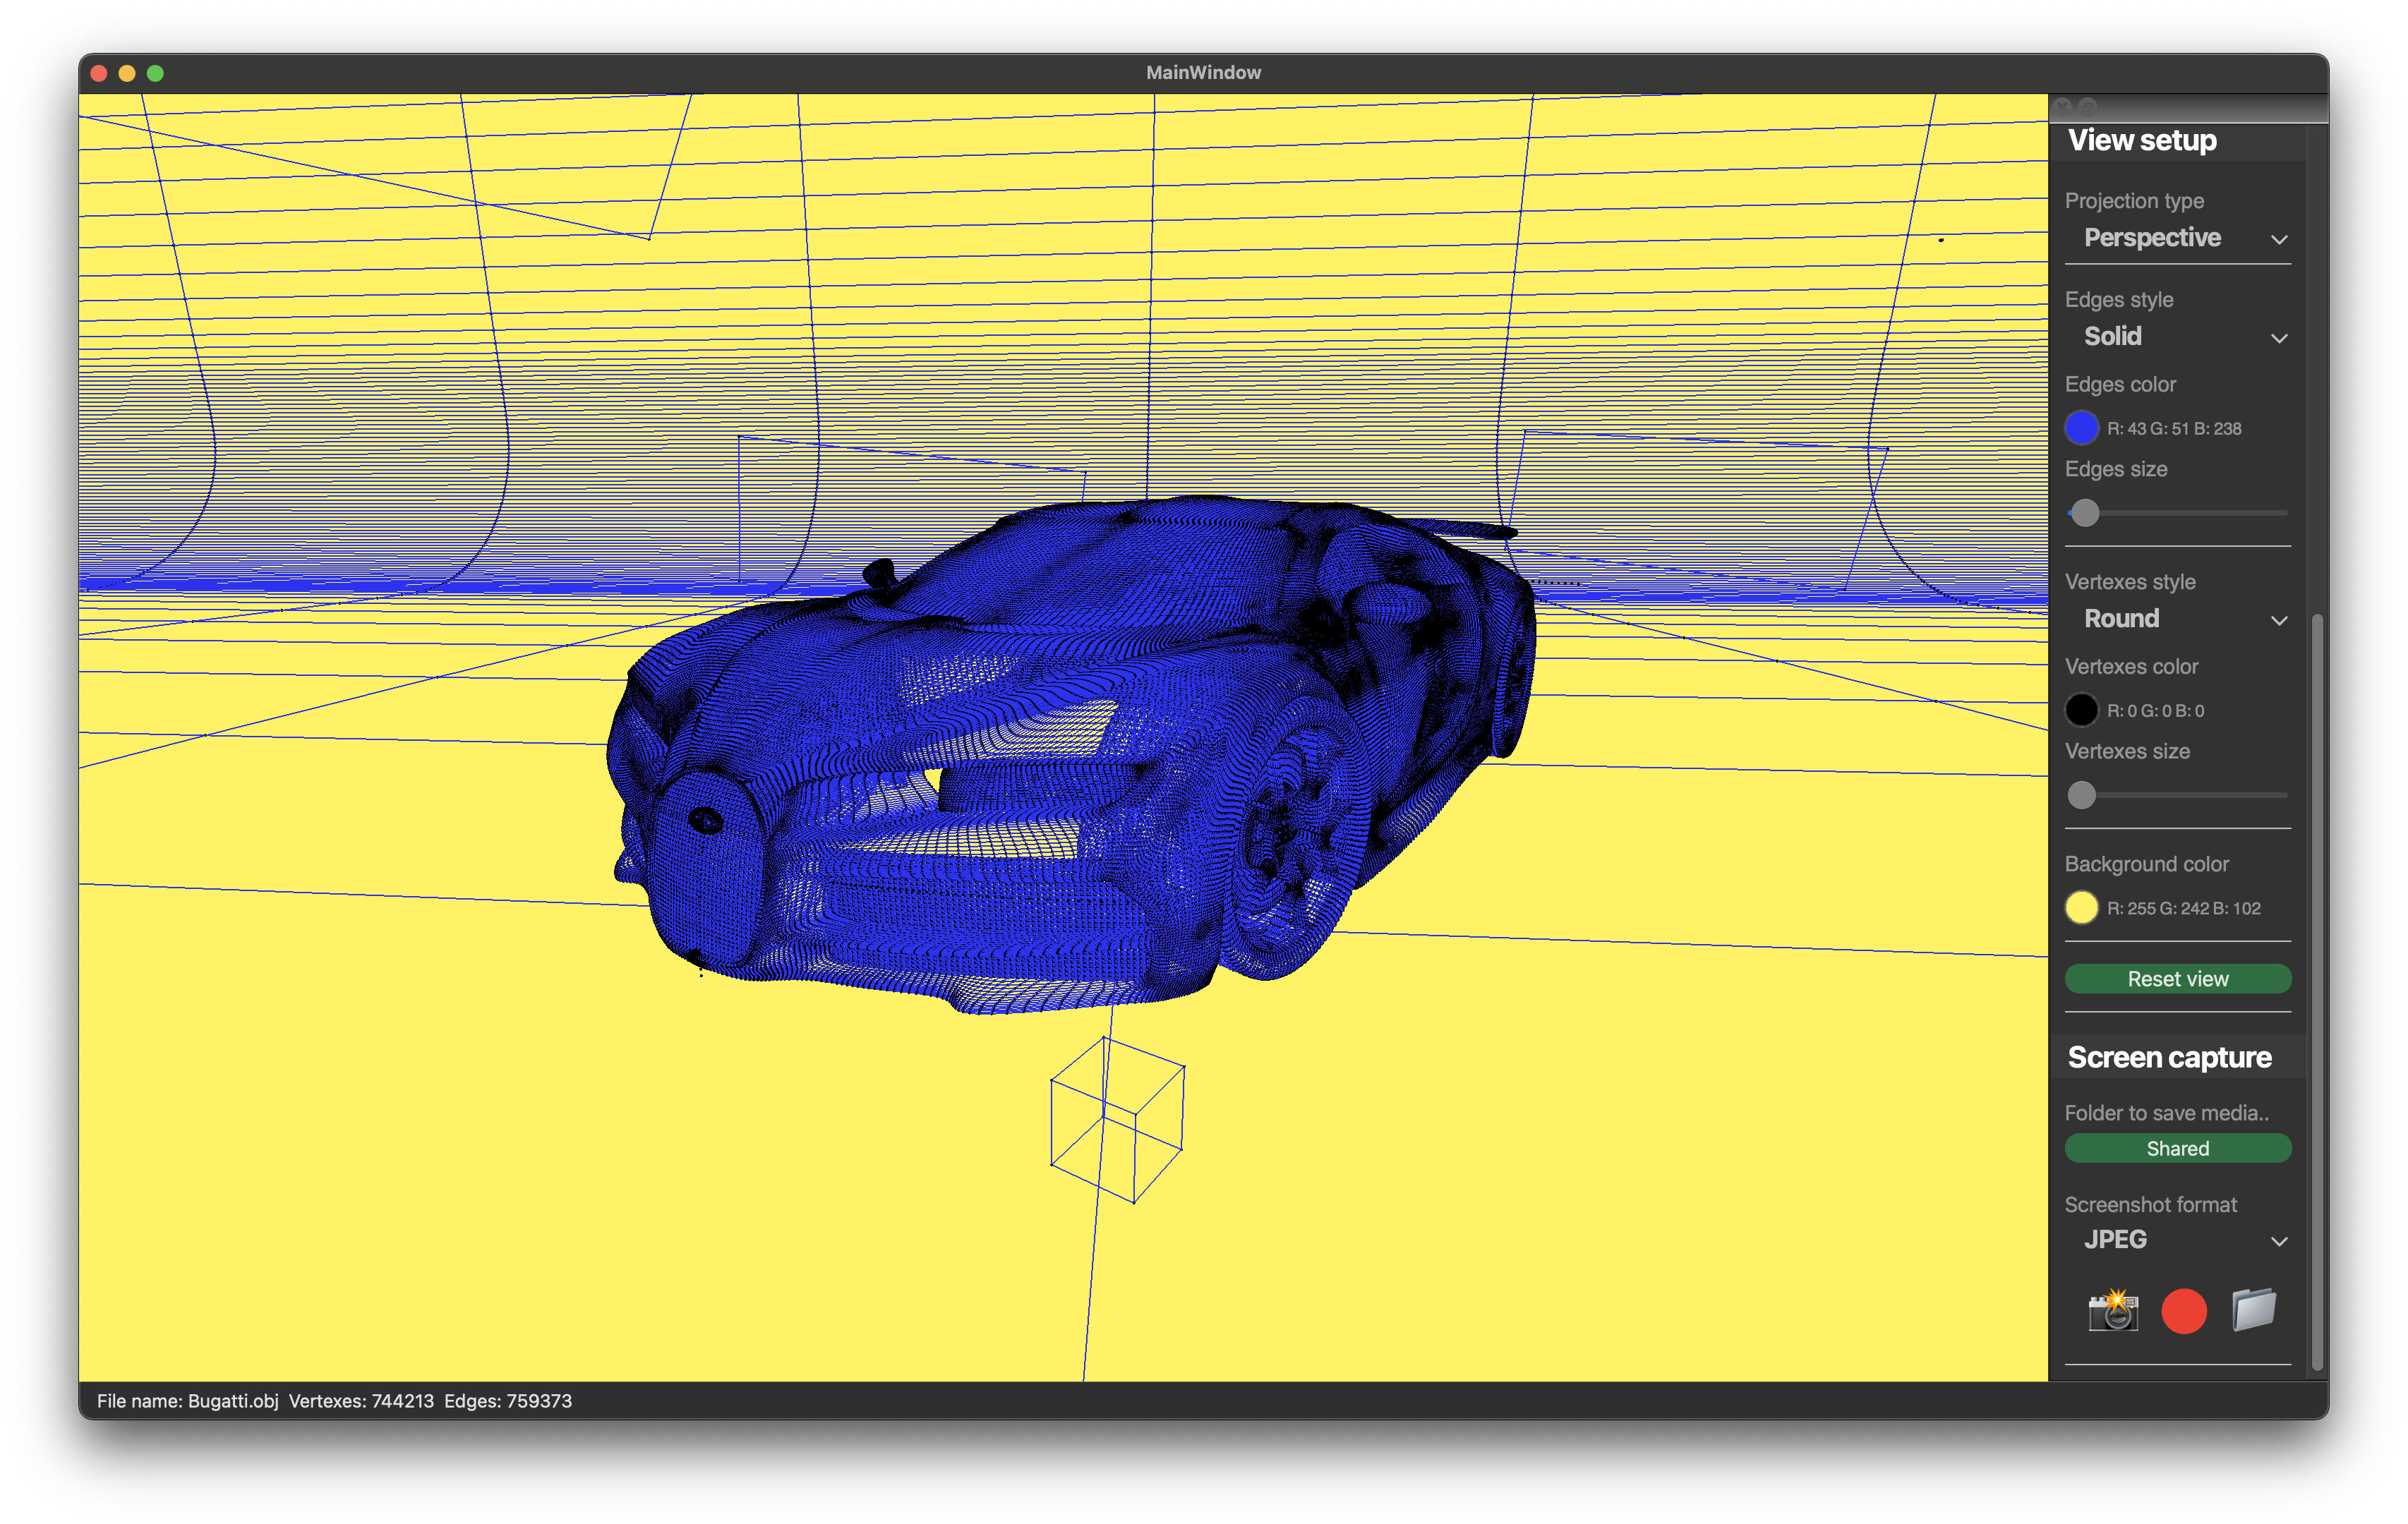 MainWindow
View setup
Projection type
Perspective
Edges style
Solid
Edges color
R: 43 G: 51 B: 238
Edges size
Vertexes style
Round
Vertexes color
R: 0 G: 0 B: 0
Vertexes size
Background color
R: 255 G: 242 B: 102
Reset view
Screen capture
Folder to save media..
Shared
Screenshot format
JPEG
File name: Bugatti.obj Vertexes: 744213 Edges: 759373